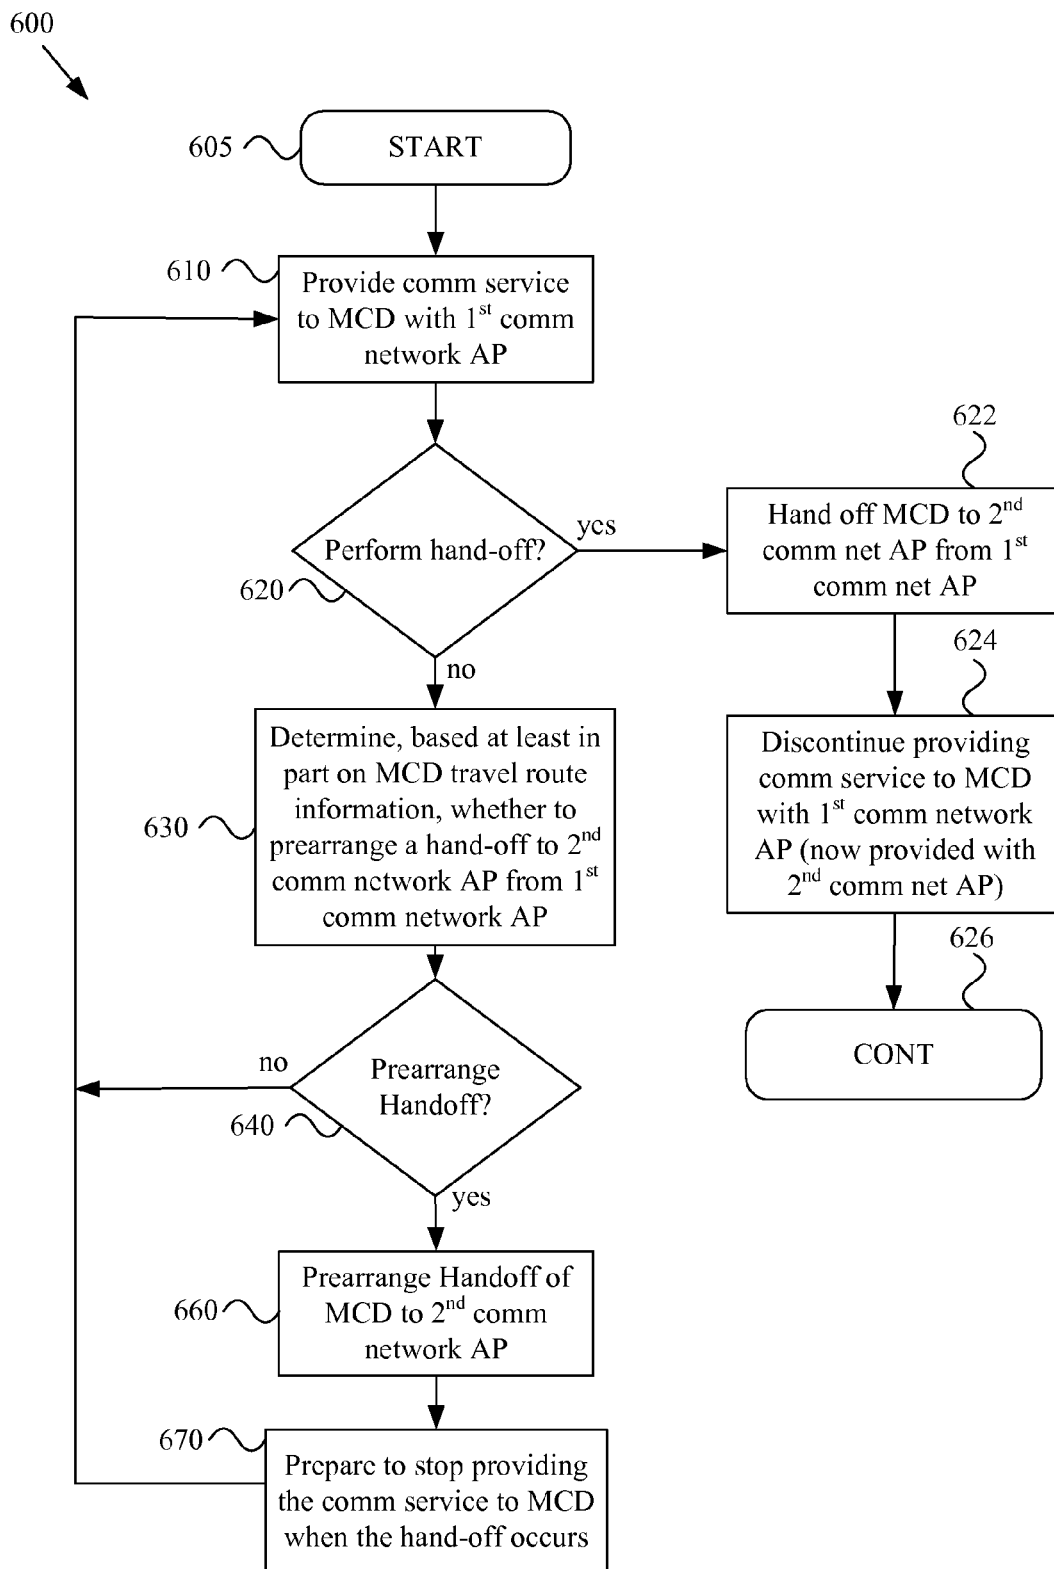 600
605
START
610
Provide comm service
to MCD with 1st comm
network AP
Perform hand-off?
620
yes
622
Hand off MCD to 2nd
comm net AP from 1st
comm net AP
624
Discontinue providing
comm service to MCD
with 1st comm network
AP (now provided with
2nd comm net AP)
626
CONT
no
630
Determine, based at least in
part on MCD travel route
information, whether to
prearrange a hand-off to 2nd
comm network AP from 1st
comm network AP
no
Prearrange
Handoff?
640
yes
660
Prearrange Handoff of
MCD to 2nd comm
network AP
670
Prepare to stop providing
the comm service to MCD
when the hand-off occurs